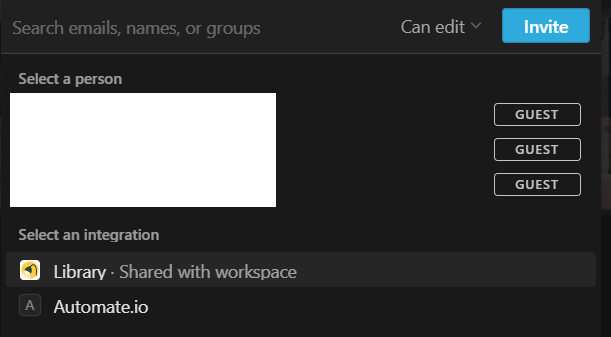 Search emails, names, or groups Can edit Invite
Select a person
GUEST
GUEST
GUEST
Select an integration
Library · Shared with workspace
A Automate.io